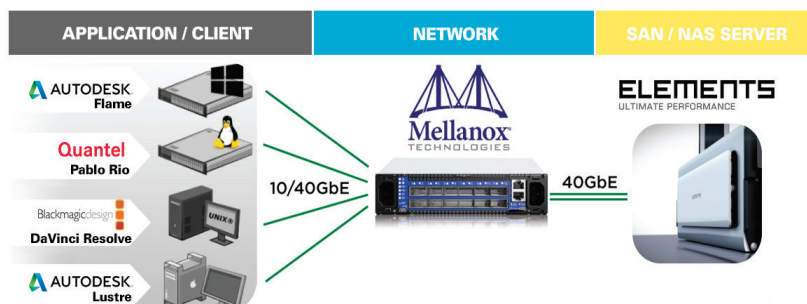 APPLICATION / CLIENT
NETWORK
SAN / NAS SERVER
AUTODESK.
Flame
Quantel
Pablo Rio
Blackmagicdesign
DaVinci Resolve
UNIX®
AUTODESK.
Lustre
10/40GbE
Mellanox
TECHNOLOGIES
40GbE
ELEMENTS
ULTIMATE PERFORMANCE